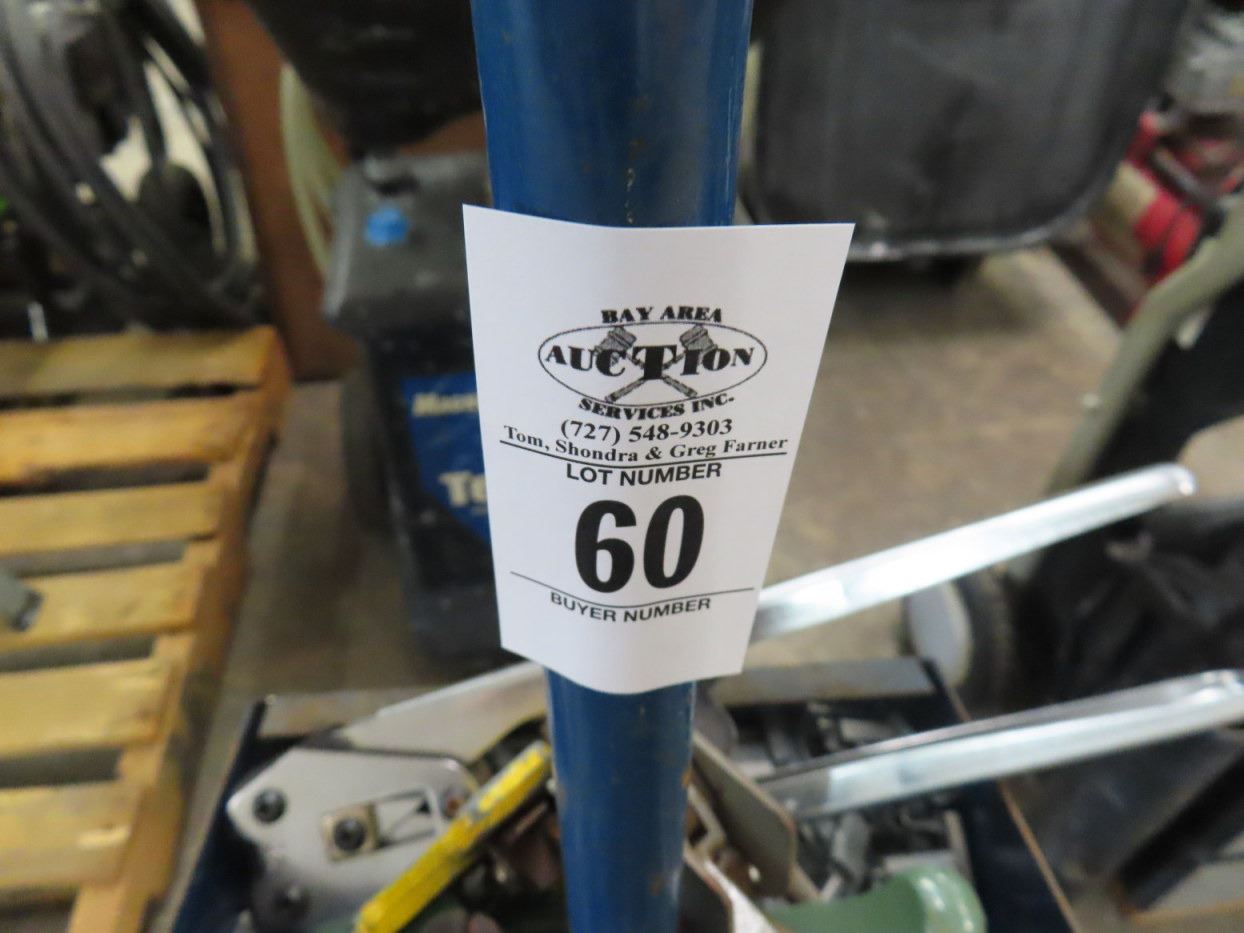 BAY AREA
AUCTION
SERVICES INC.
(727) 548-9303
Tom, Shondra & Greg Farner
LOT NUMBER
60
BUYER NUMBER